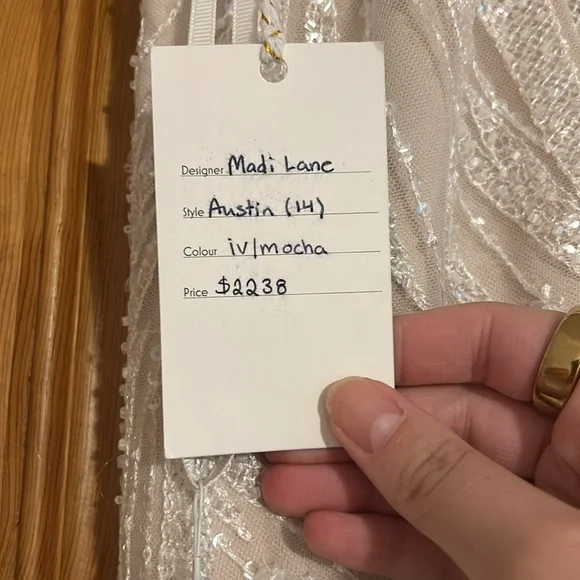 Designer Madi Lane
Style Austin (14)
Colour iv/mocha
Price $2238